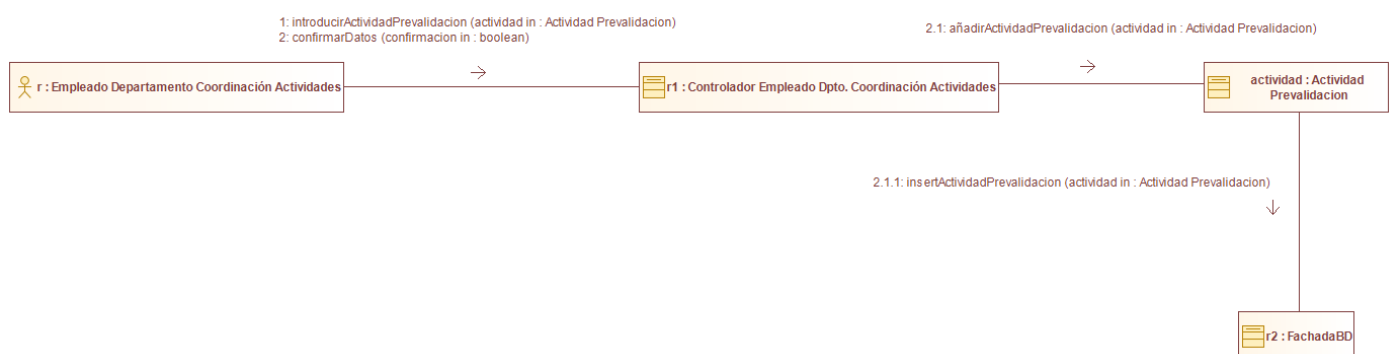 1: introducirActividadPrevalidacion (actividad in : Actividad Prevalidacion)
2: confirmarDatos (confirmacion in : boolean)
2.1: añadirActividadPrevalidacion (actividad in : Actividad Prevalidacion)
r : Empleado Departamento Coordinación Actividades
r1 : Controlador Empleado Dpto. Coordinación Actividades
actividad : Actividad
Prevalidacion
2.1.1: insertActividadPrevalidacion (actividad in : Actividad Prevalidacion)
r2 : FachadaBD